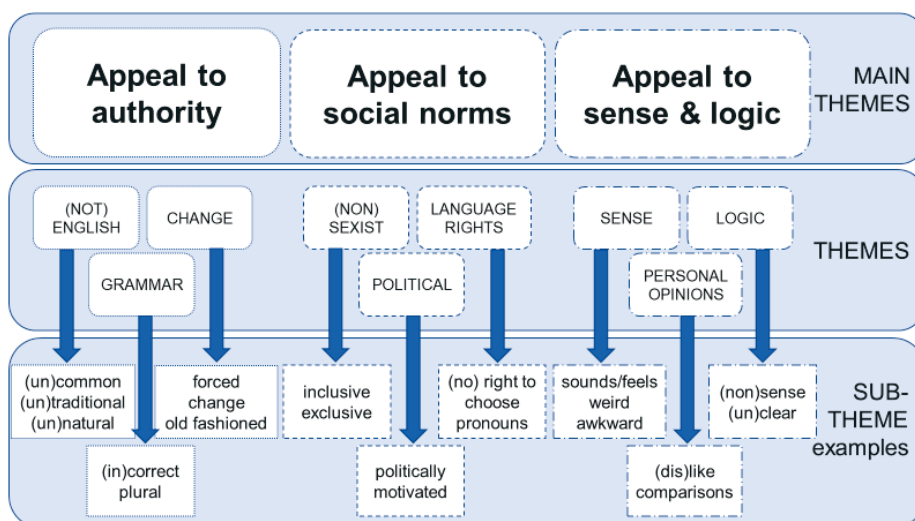 Appeal to
authority
Appeal to
social norms
Appeal to
sense & logic
MAIN
THEMES
(NOT)
ENGLISH
CHANGE
(NON)
SEXIST
LANGUAGE
RIGHTS
SENSE
LOGIC
GRAMMAR
POLITICAL
PERSONAL
OPINIONS
THEMES
(un)common
(un)traditional
(un)natural
forced
change
old fashioned
inclusive
exclusive
(no) right to
choose
pronouns
sounds/feels
weird
awkward
(non)sense
(un)clear
(in)correct
plural
politically
motivated
(dis)like
comparisons
SUB-
THEME
examples